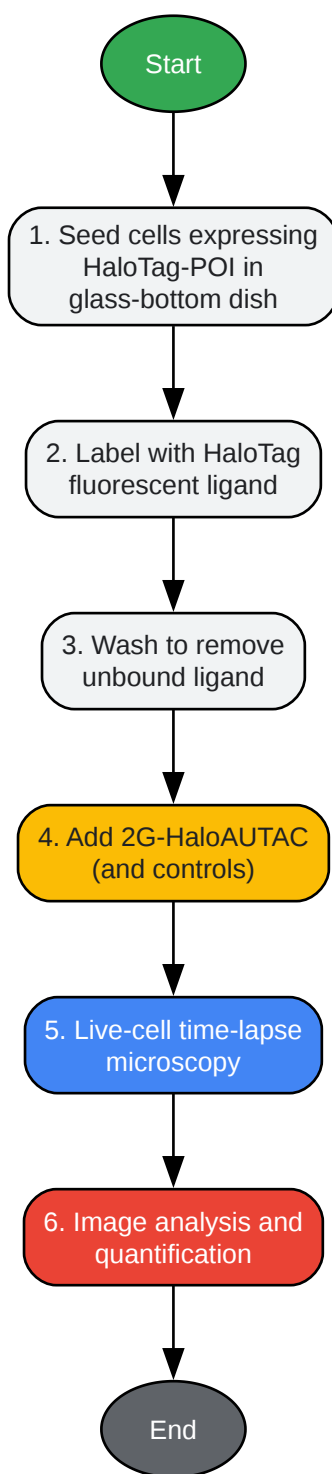 Start
1. Seed cells expressing
HaloTag-POI in
glass-bottom dish
2. Label with HaloTag
fluorescent ligand
3. Wash to remove
unbound ligand
4. Add 2G-HaloAUTAC
(and controls)
5. Live-cell time-lapse
microscopy
6. Image analysis and
quantification
End